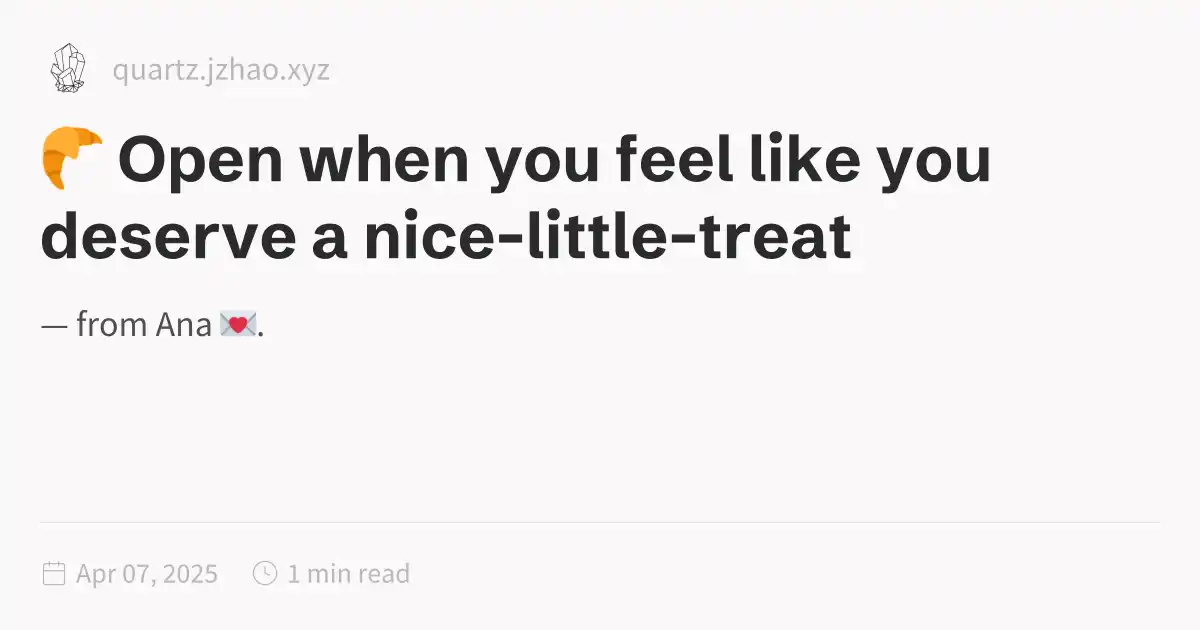 quartz.jzhao.xyz
🥐 Open when you feel like you
deserve a nice-little-treat
— from Ana 💌.
Apr 07, 2025 1 min read